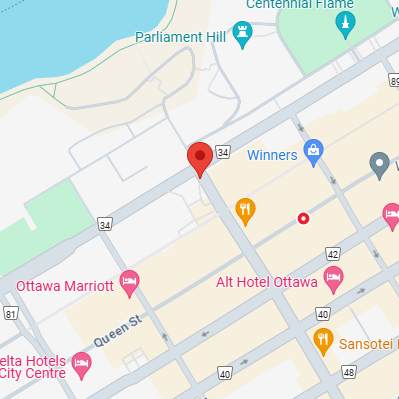 Centennial Flame
W
Parliament Hill
89
34
Winners
W
34
42
Ottawa Marriott
Alt Hotel Ottawa
81
40
Queen St
Sansotei
elta Hotels
City Centre
40
48